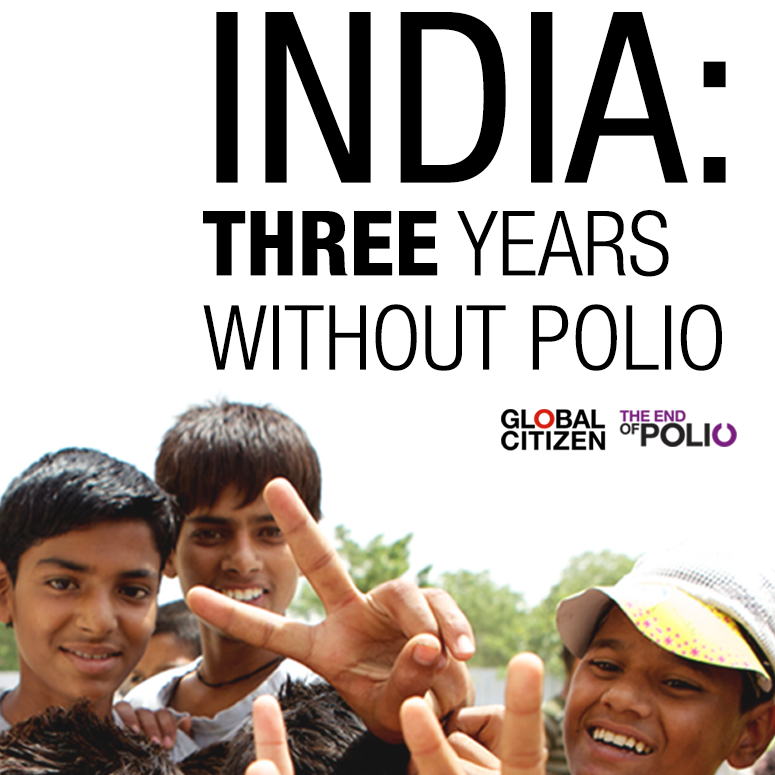 INDIA:
THREE YEARS
WITHOUT POLIO
GLOBAL
CITIZEN
THE END
OF POLIO